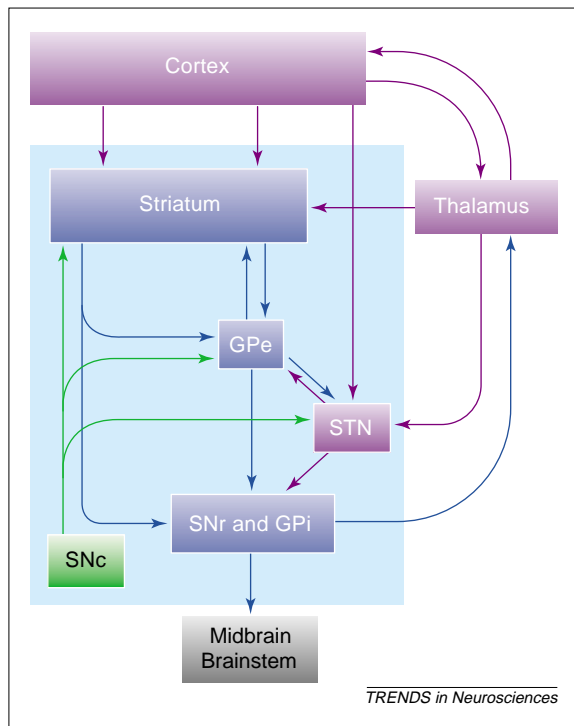 Cortex
Striatum
Thalamus
GPe
STN
SNr and GPi
SNc
Midbrain
Brainstem
TRENDS in Neurosciences